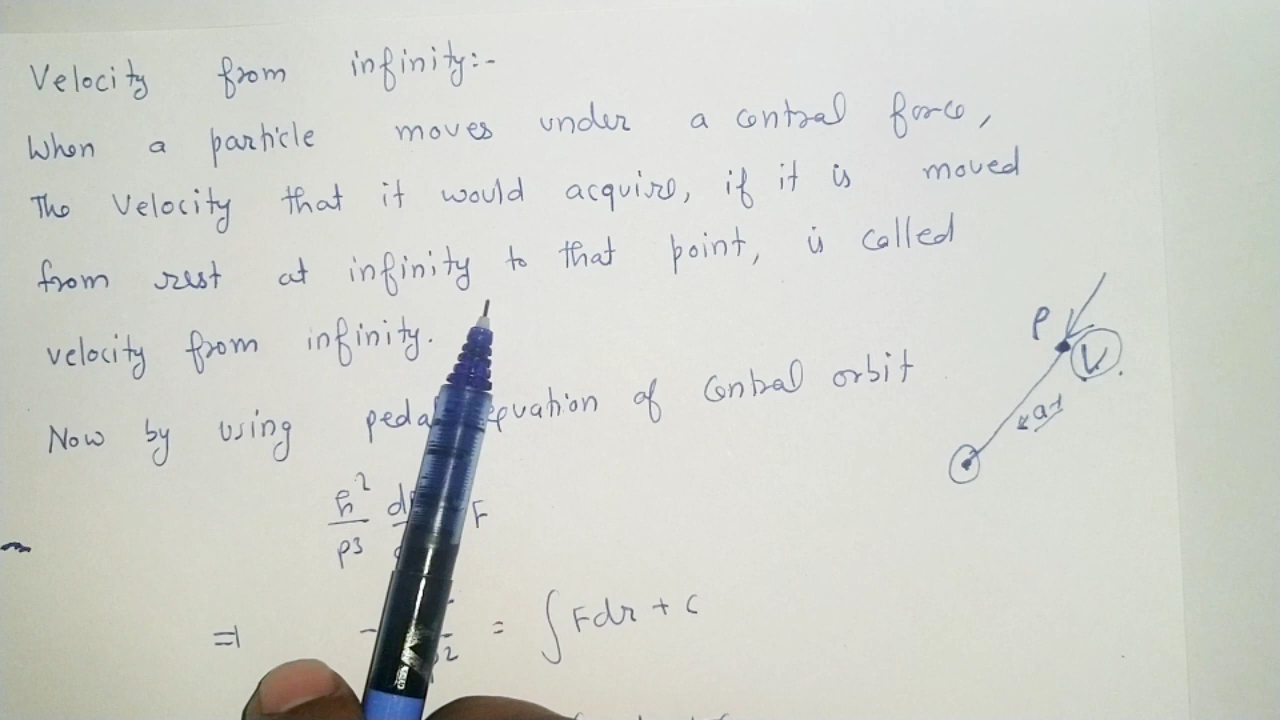 Velocity from infinity:-
When a particle moves under a central force,
The Velocity that it would acquire, if it is moved
from rest at infinity to that point, is called
velocity from infinity.
Now by using equation of central orbit
P
V
h²
p3
F
⇒ - 2 = ∫Fdr + c